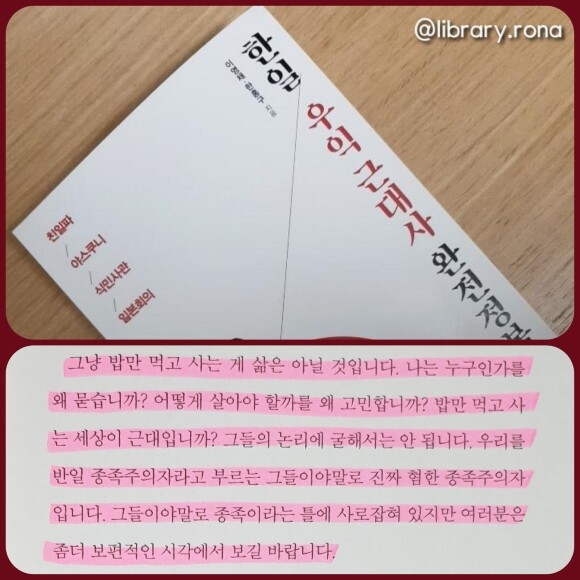 @library.rona
한일
이영채 한홍구 지음
우익 근대사
완전정복
친일파
/
야스쿠니
/
식민사관
/
일본회의
그냥 밥만 먹고 사는 게 삶은 아닐 것입니다. 나는 누구인가를
왜 묻습니까? 어떻게 살아야 할까를 왜 고민합니까? 밥만 먹고 사
는 세상이 근대입니까? 그들의 논리에 굴해서는 안 됩니다. 우리를
반일 종족주의자라고 부르는 그들이야말로 진짜 혐한 종족주의자
입니다. 그들이야말로 종족이라는 틀에 사로잡혀 있지만 여러분은
좀더 보편적인 시각에서 보길 바랍니다.